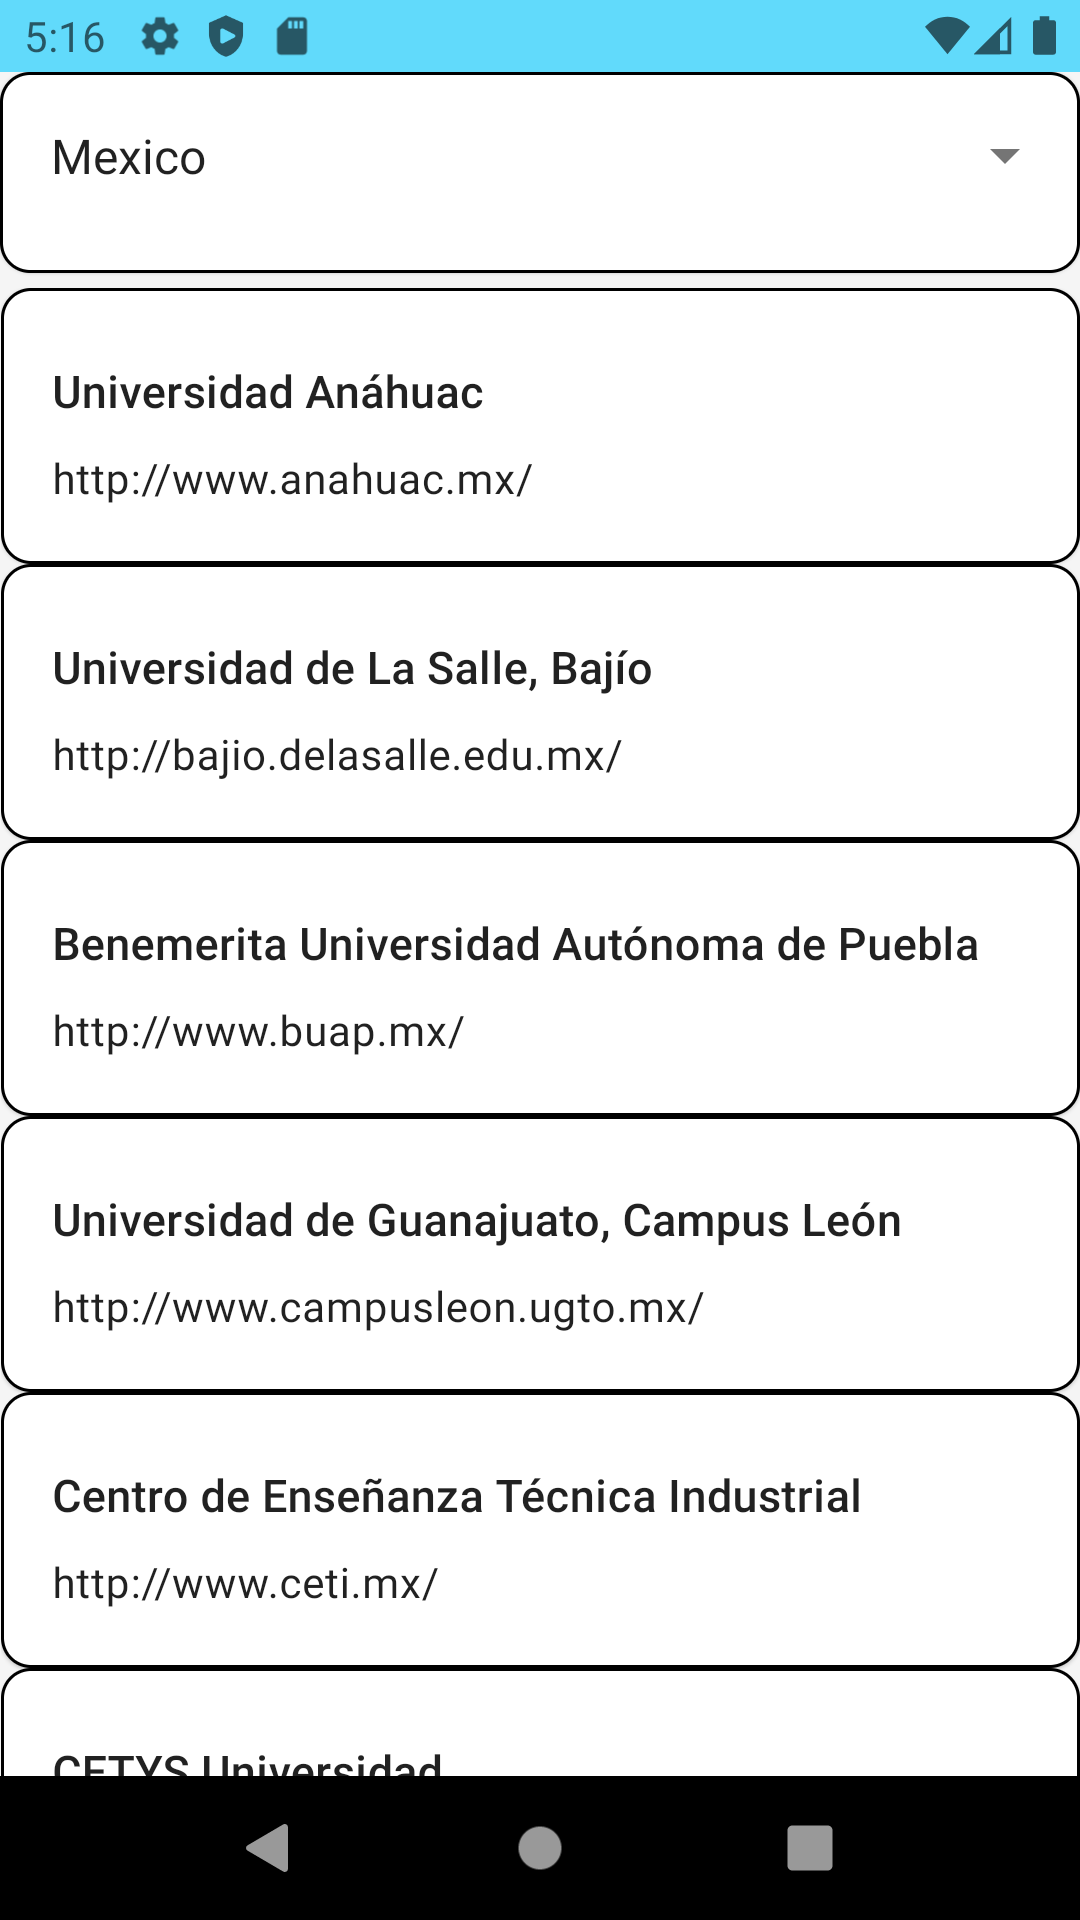 5:16
Mexico
Universidad Anáhuac
http://www.anahuac.mx/
Universidad de La Salle, Bajío
http://bajio.delasalle.edu.mx/
Benemerita Universidad Autónoma de Puebla
http://www.buap.mx/
Universidad de Guanajuato, Campus León
http://www.campusleon.ugto.mx/
Centro de Enseñanza Técnica Industrial
http://www.ceti.mx/
CETYS Universidad